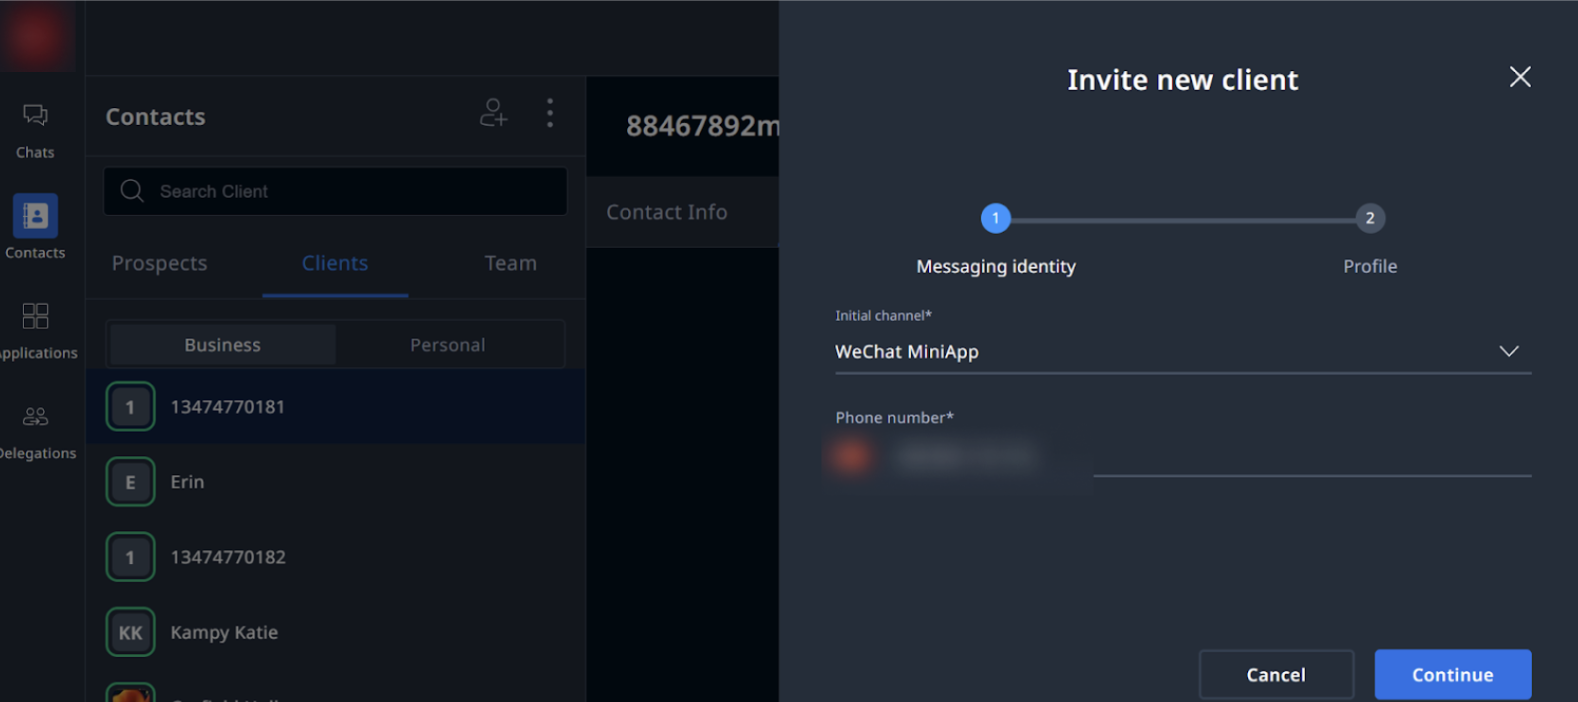 Chats
Contacts
pplications
Delegations
Contacts
Search Client
Prospects
Clients
Team
Business
Personal
1
13474770181
E
Erin
1
13474770182
KK
Kampy Katie
88467892m
Contact Info
Invite new client
1
2
Messaging identity
Profile
Initial channel*
WeChat MiniApp
Phone number*
Cancel
Continue